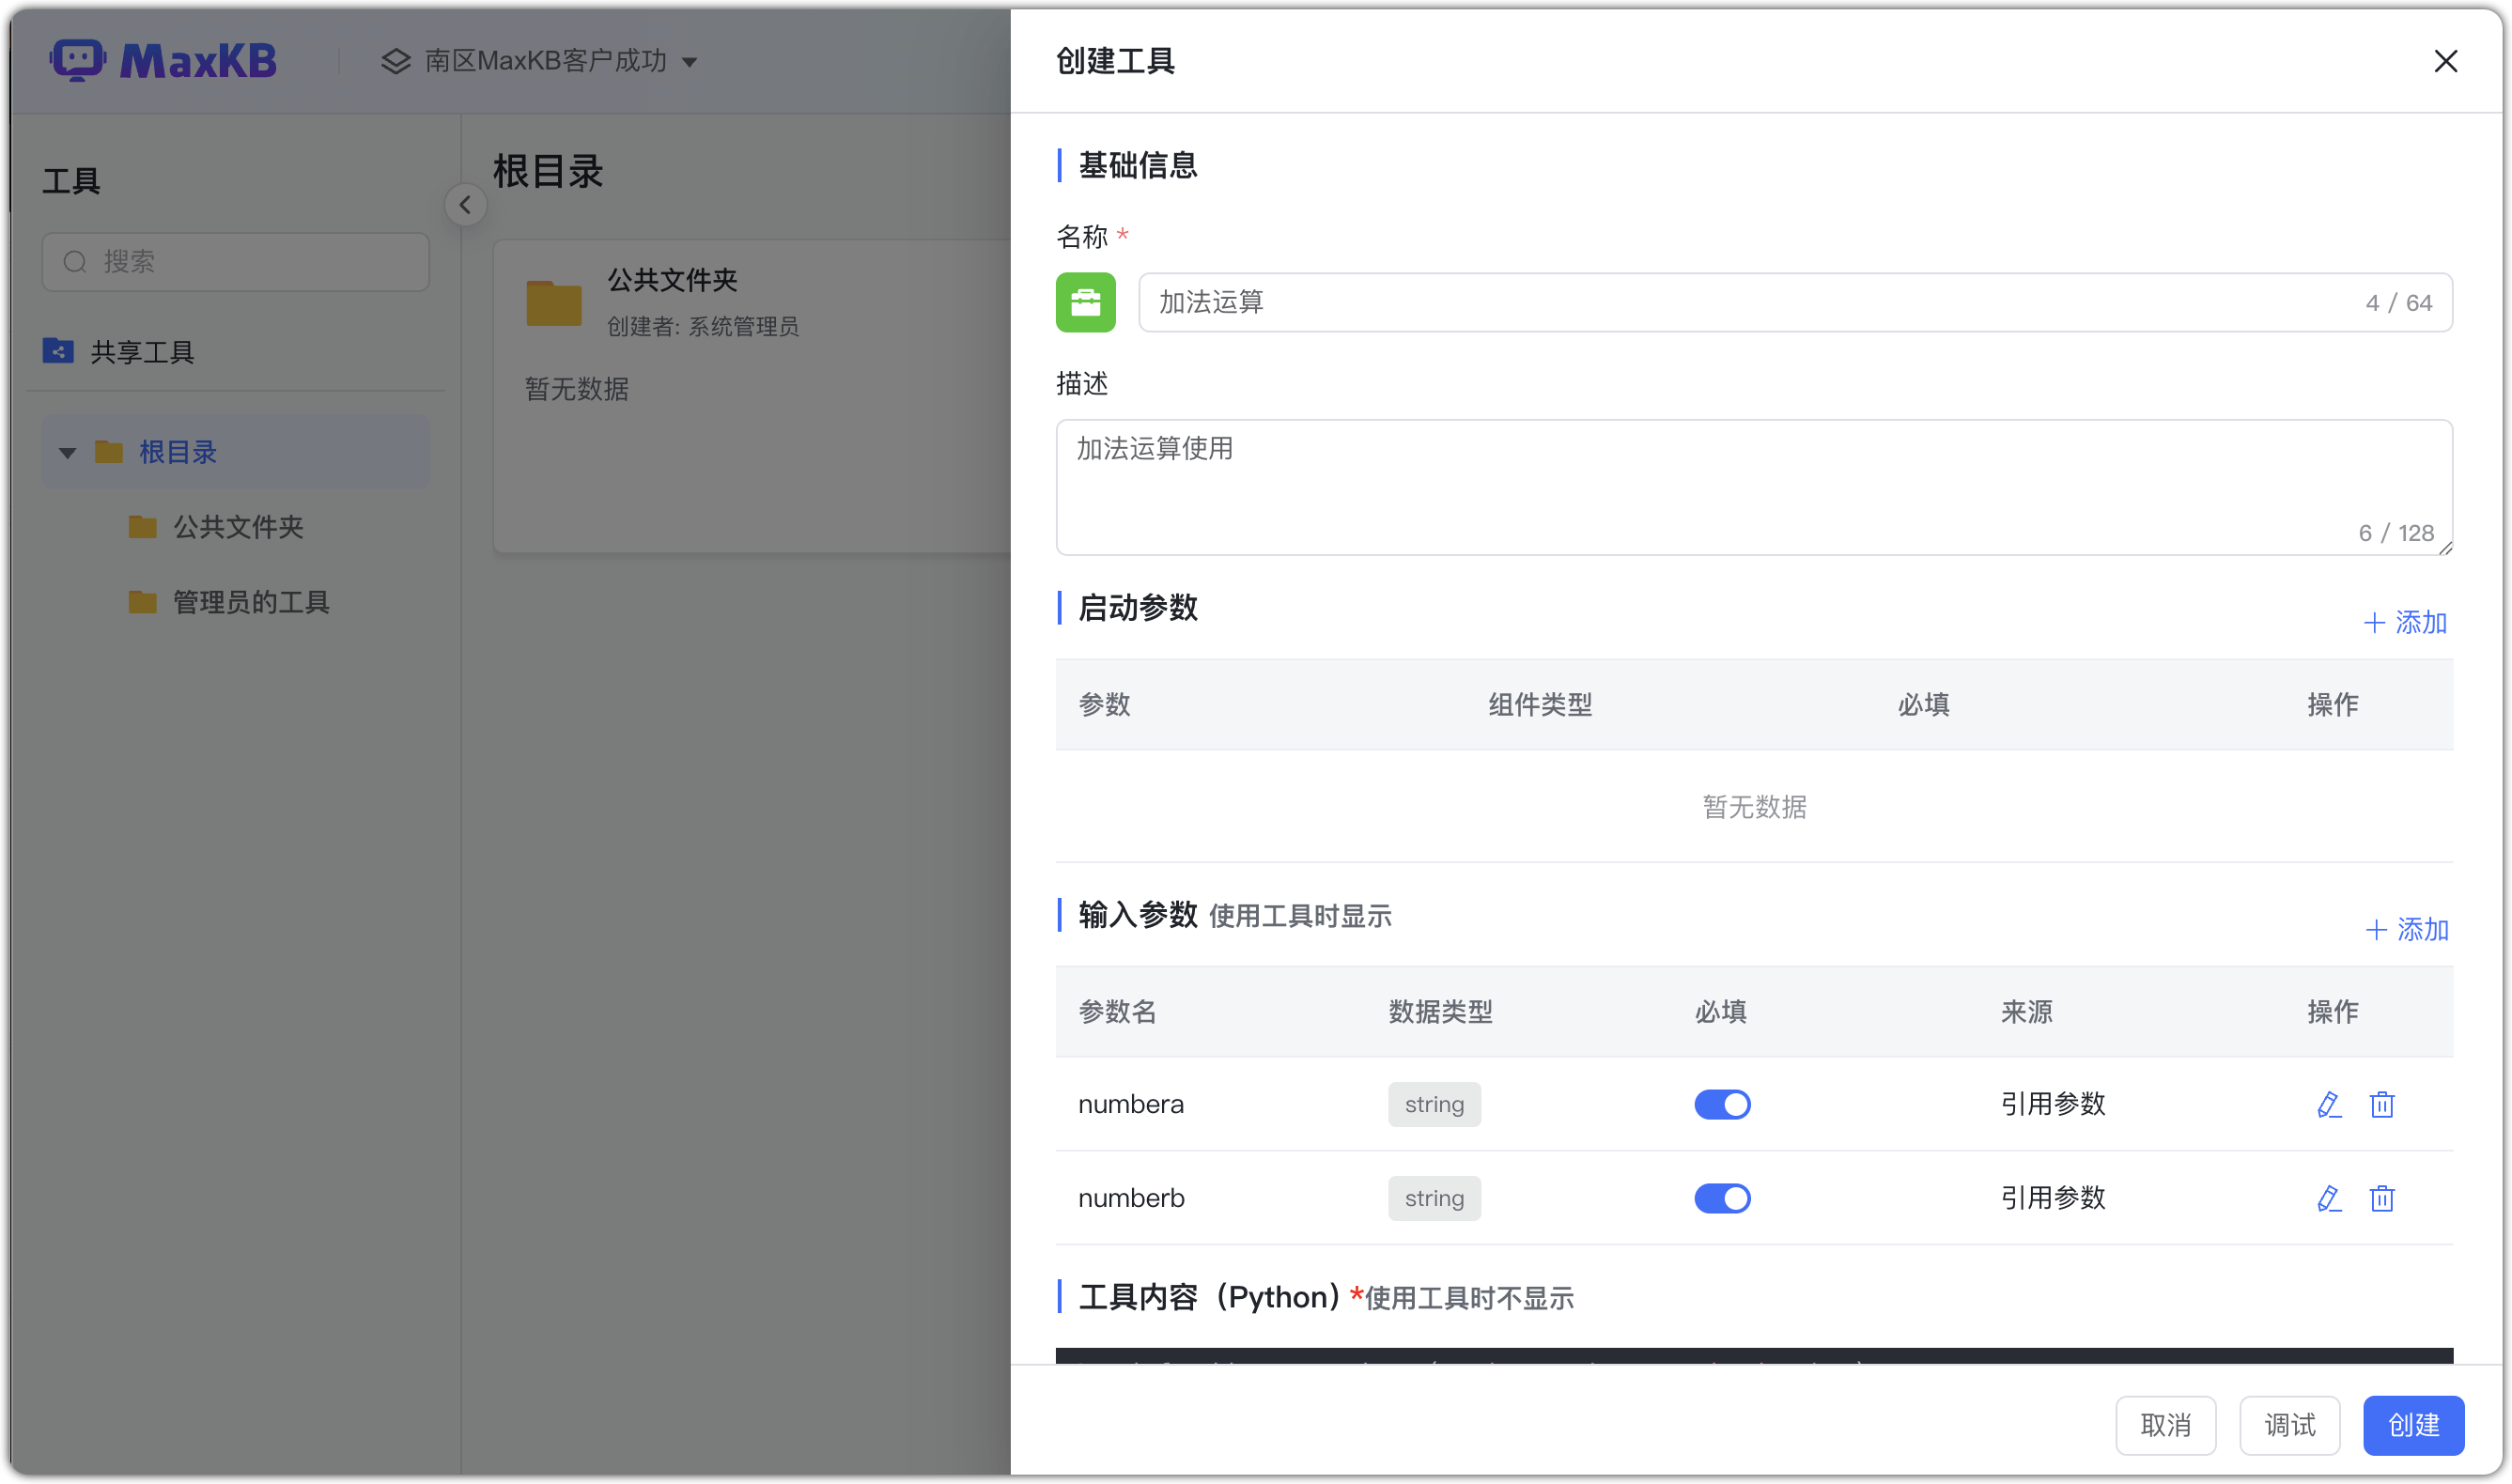 MaxKB
南区MaxKB客户成功
工具
搜索
共享工具
根目录
公共文件夹
管理员的工具
根目录
公共文件夹
创建者: 系统管理员
暂无数据
创建工具
基础信息
名称 *
加法运算
4 / 64
描述
加法运算使用
6 / 128
启动参数
添加
参数 组件类型 必填 操作
暂无数据
输入参数 使用工具时显示
添加
参数名 数据类型 必填 来源 操作
numbera string 引用参数
numberb string 引用参数
工具内容（Python）*使用工具时不显示
取消 调试 创建